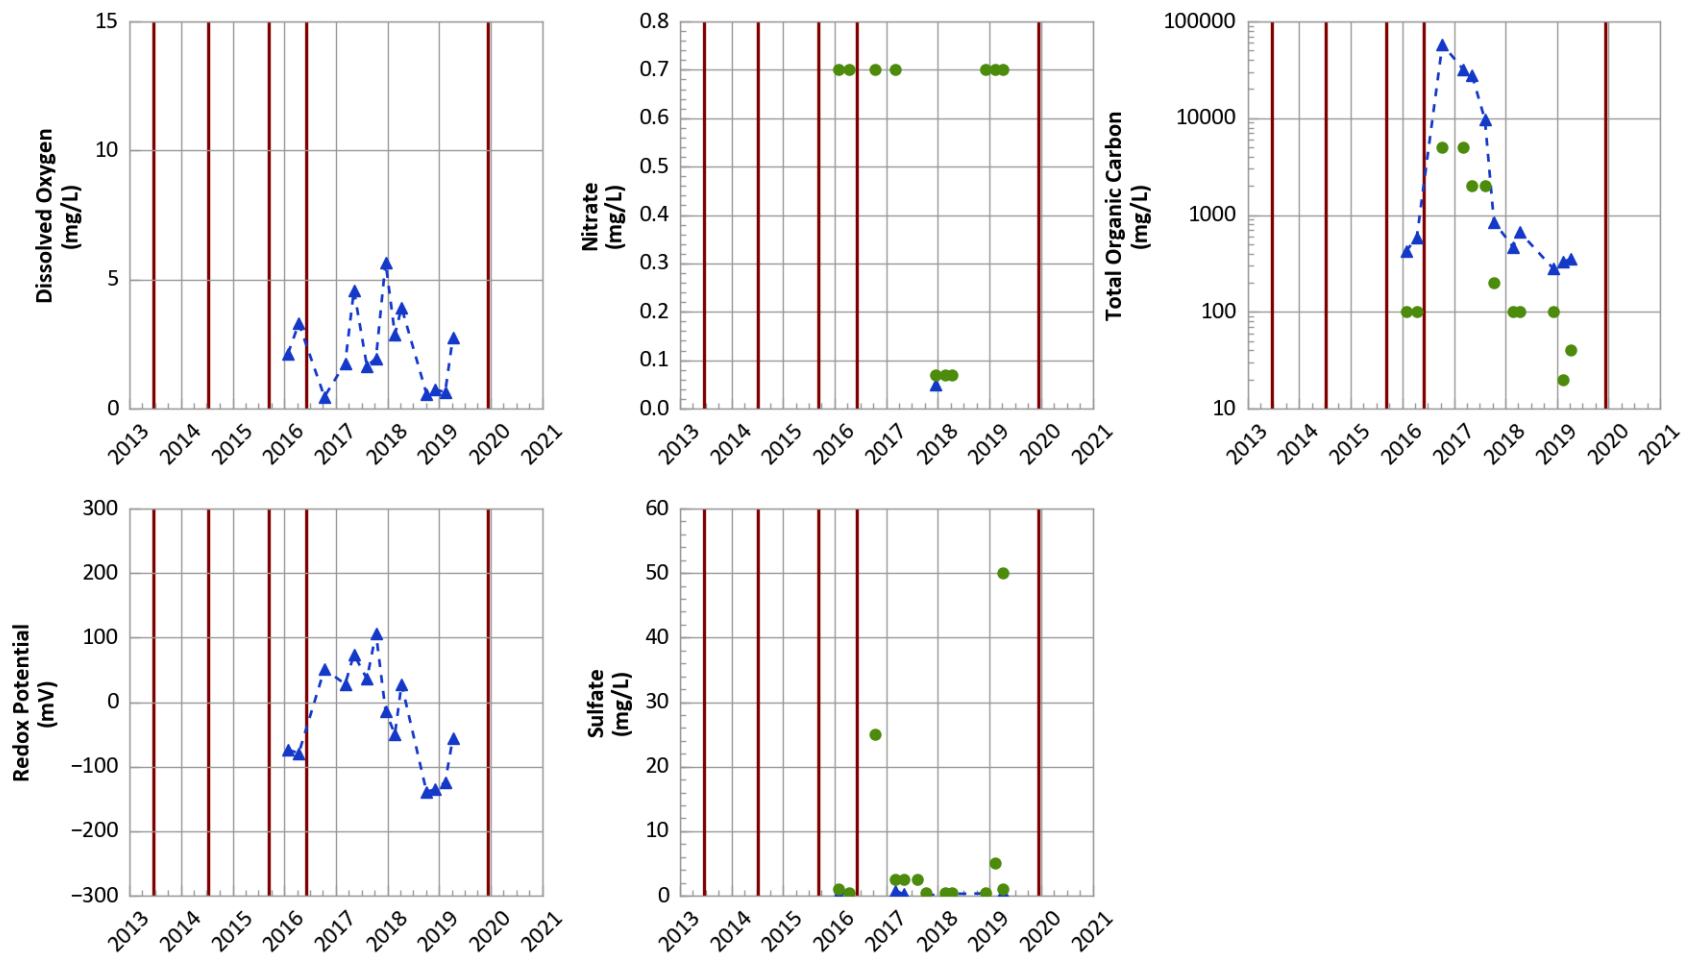 Dissolved Oxygen
(mg/L)
15
10
5
0
2013 2014 2015 2016 2017 2018 2019 2020 2021
Nitrate
(mg/L)
0.8
0.7
0.6
0.5
0.4
0.3
0.2
0.1
0.0
2013 2014 2015 2016 2017 2018 2019 2020 2021
Total Organic Carbon
(mg/L)
100000
10000
1000
100
10
2013 2014 2015 2016 2017 2018 2019 2020 2021
Redox Potential
(mV)
300
200
100
0
−100
−200
−300
2013 2014 2015 2016 2017 2018 2019 2020 2021
Sulfate
(mg/L)
60
50
40
30
20
10
0
2013 2014 2015 2016 2017 2018 2019 2020 2021